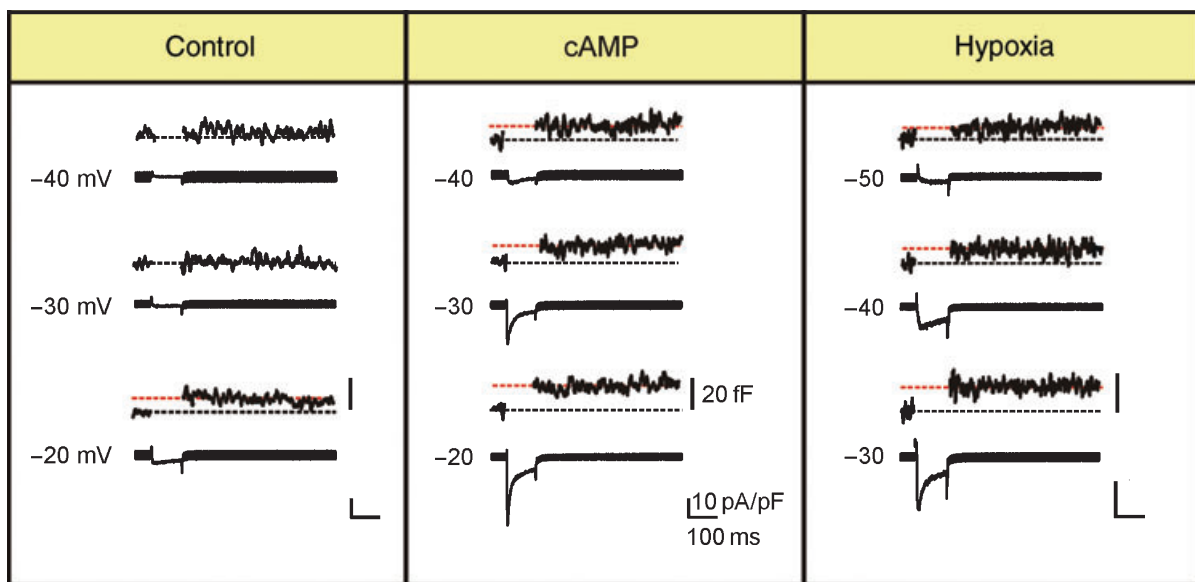 Control
cAMP
Hypoxia
–40 mV
–30 mV
–20 mV
–40
–30
–20
20 fF
10 pA/pF
100 ms
–50
–40
–30